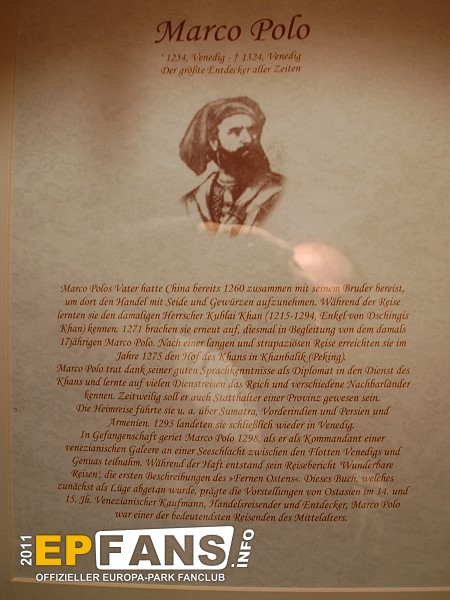 Marco Polo
* 1254, Venedig - † 1324, Venedig
Der größte Entdecker aller Zeiten
Marco Polos Vater hatte China bereits 1260 zusammen mit seinem Bruder bereist,
um dort den Handel mit Seide und Gewürzen aufzunehmen. Während der Reise
lernten sie den damaligen Herrscher Kublai Khan (1215-1294, Enkel von Dschingis
Khan) kennen. 1271 brachen sie erneut auf, diesmal in Begleitung von dem damals
17jährigen Marco Polo. Nach einer langen und strapaziösen Reise erreichten sie im
Jahre 1275 den Hof des Khans in Khanbalik (Peking).
Marco Polo trat dank seiner guten Sprachkenntnisse als Diplomat in den Dienst des
Khans und lernte auf vielen Dienstreisen das Reich und verschiedene Nachbarländer
kennen. Zeitweilig soll er auch Statthalter einer Provinz gewesen sein.
Die Heimreise führte sie u. a. über Sumatra, Vorderindien und Persien und
Armenien. 1295 landeten sie schließlich wieder in Venedig.
In Gefangenschaft geriet Marco Polo 1298, als er als Kommandant einer
venezianischen Galeere an einer Seeschlacht zwischen den Flotten Venedigs und
Genuas teilnahm. Während der Haft entstand sein Reisebericht 'Wunderbare
Reisen', die ersten Beschreibungen des »Fernen Ostens«. Dieses Buch, welches
zunächst als Lüge abgetan wurde, prägte die Vorstellungen von Ostasien im 14. und
15. Jh. Venezianischer Kaufmann, Handelsreisender und Entdecker, Marco Polo
war einer der bedeutendsten Reisenden des Mittelalters.
2011 EPFANS.INFO
OFFIZIELLER EUROPA-PARK FANCLUB